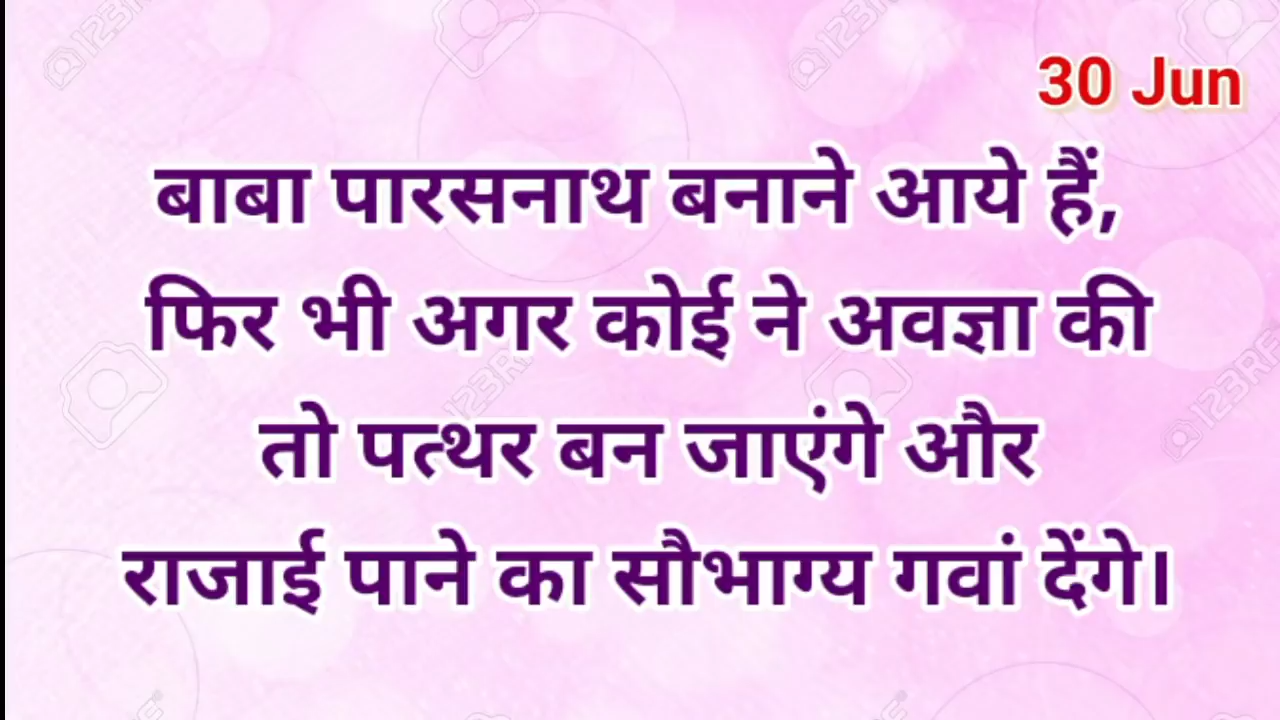 30 Jun
बाबा पारसनाथ बनाने आये हैं,
फिर भी अगर कोई ने अवज्ञा की
तो पत्थर बन जाएंगे और
राजाई पाने का सौभाग्य गवां देंगे।